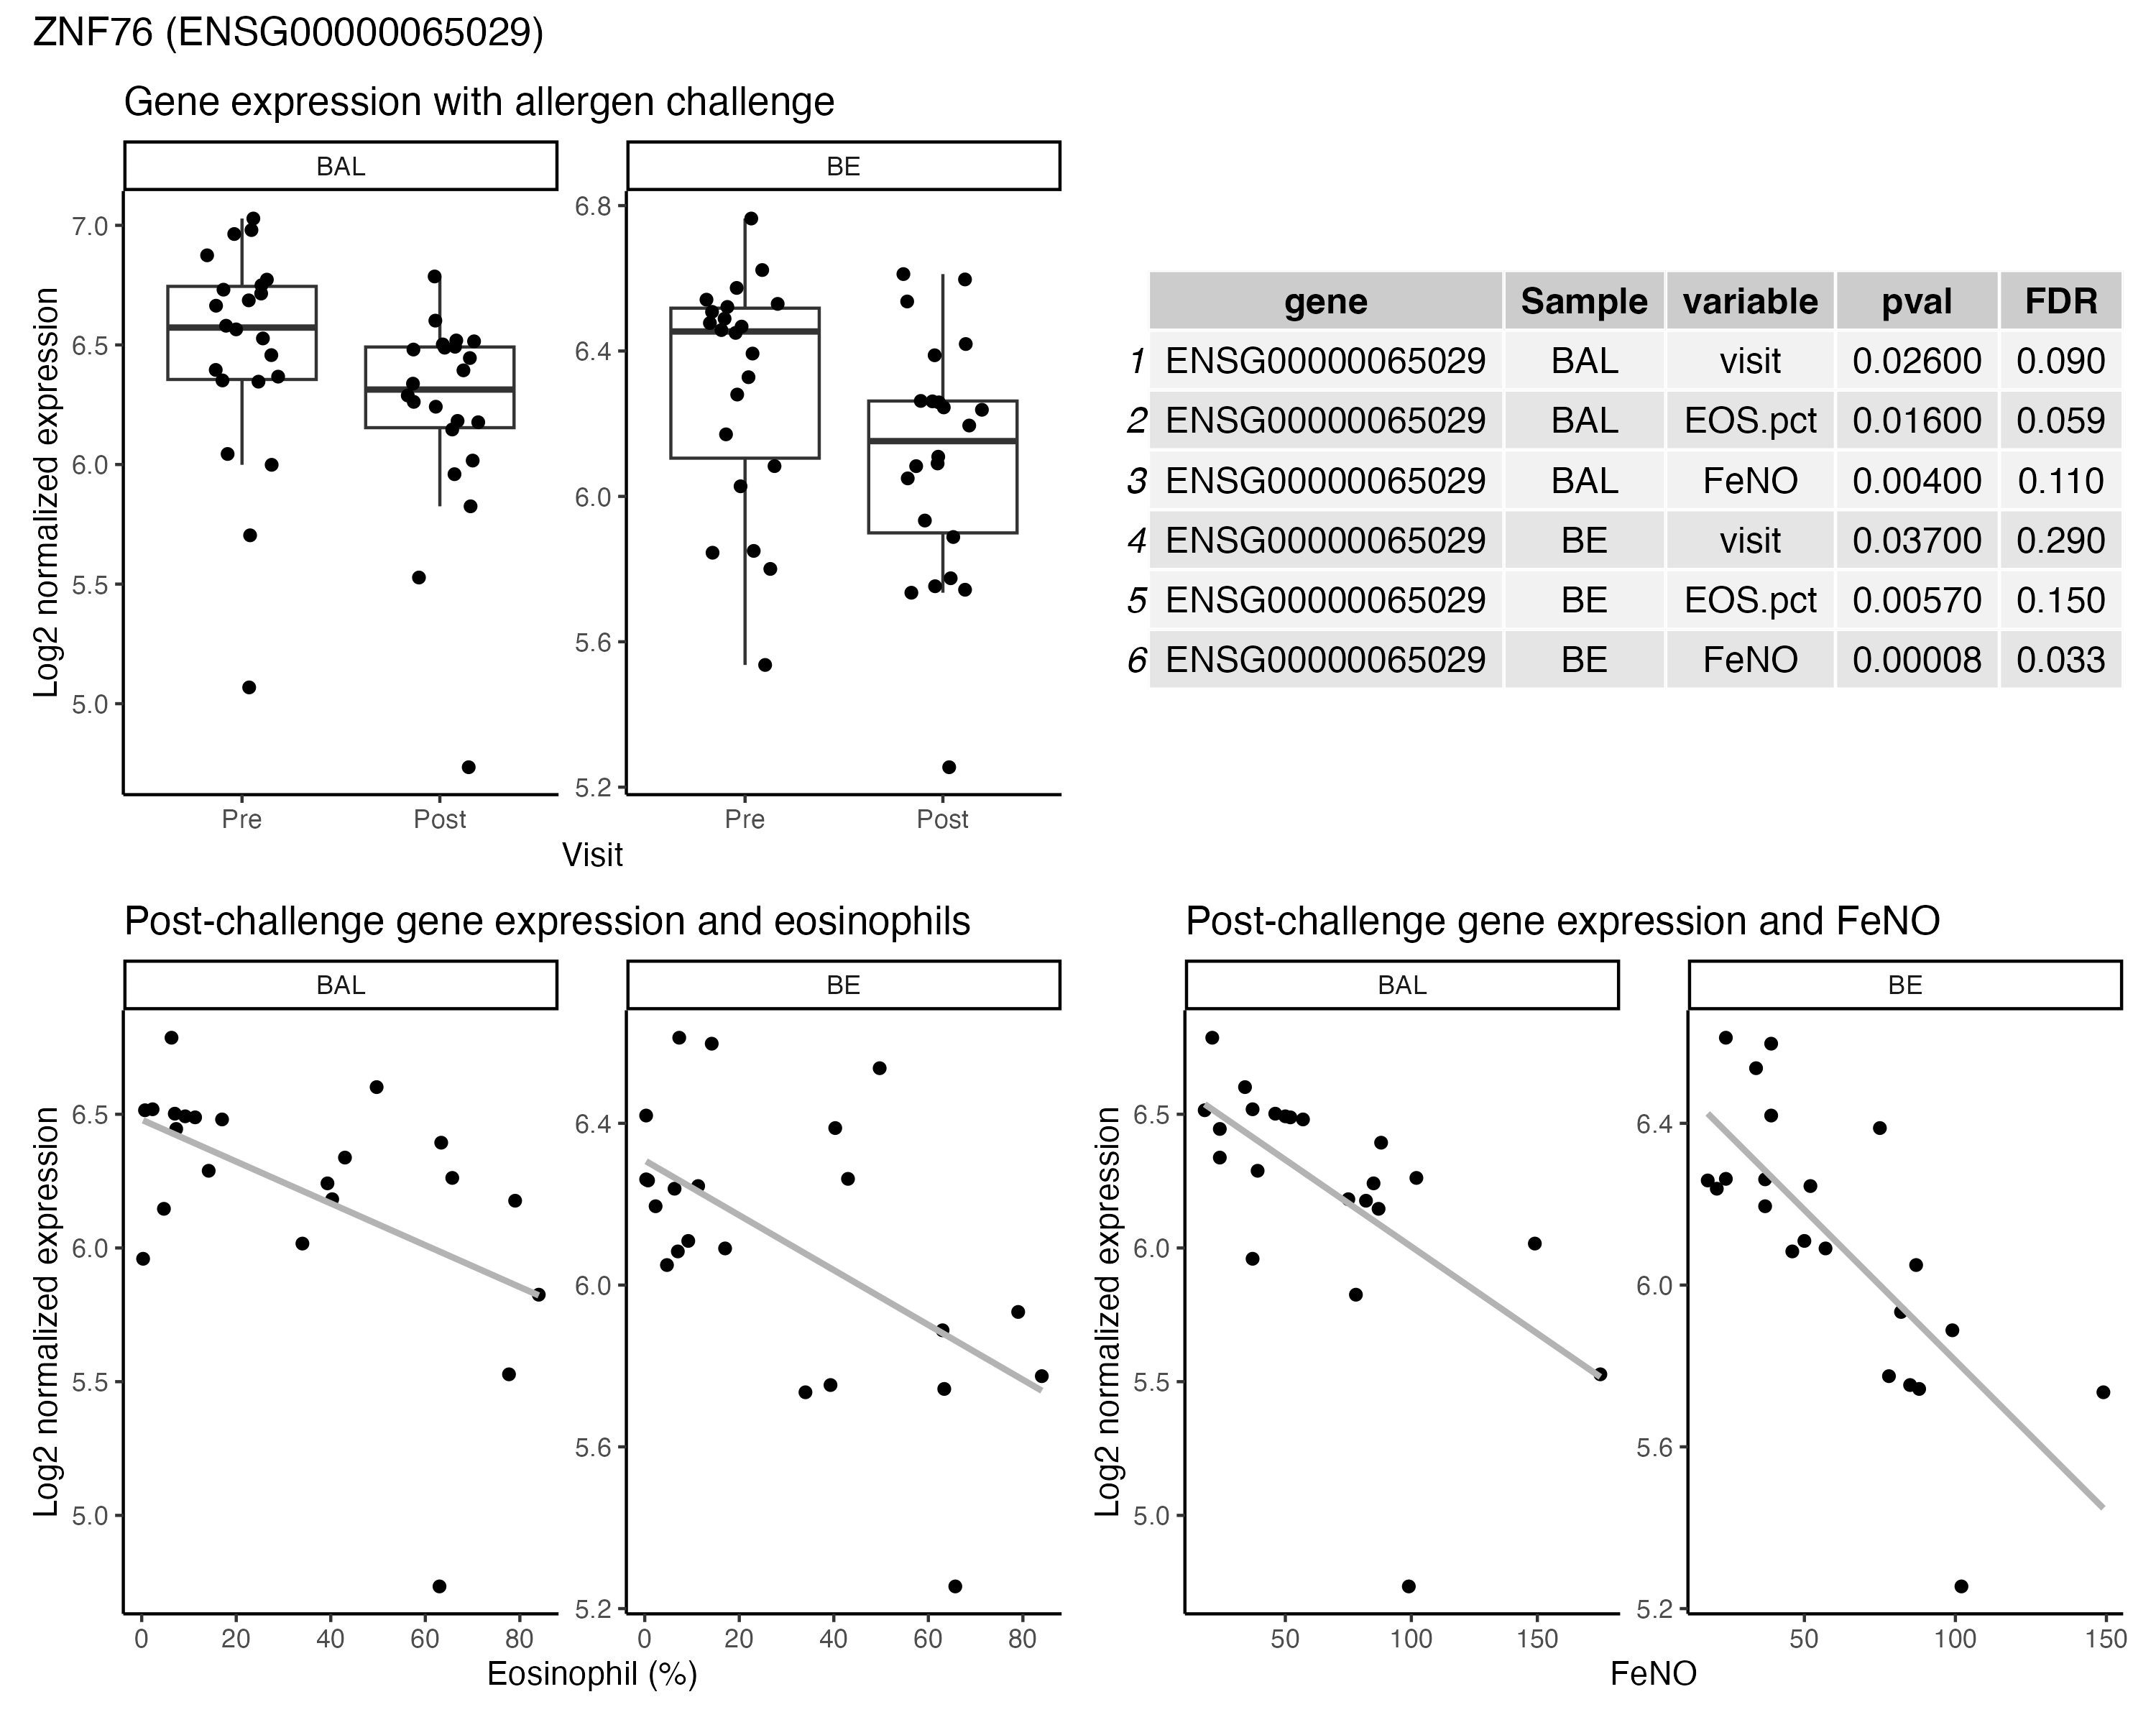 ZNF76 (ENSG00000065029)
Gene expression with allergen challenge
BAL
BE
Log2 normalized expression
7.0
6.5
6.0
5.5
5.0
6.8
6.4
6.0
5.6
5.2
Pre Post
Pre Post
Visit
gene Sample variable pval FDR
1 ENSG00000065029 BAL visit 0.02600 0.090
2 ENSG00000065029 BAL EOS.pct 0.01600 0.059
3 ENSG00000065029 BAL FeNO 0.00400 0.110
4 ENSG00000065029 BE visit 0.03700 0.290
5 ENSG00000065029 BE EOS.pct 0.00570 0.150
6 ENSG00000065029 BE FeNO 0.00008 0.033
Post-challenge gene expression and eosinophils
BAL
BE
Log2 normalized expression
6.5
6.0
5.5
5.0
6.4
6.0
5.6
5.2
0 20 40 60 80
0 20 40 60 80
Eosinophil (%)
Post-challenge gene expression and FeNO
BAL
BE
Log2 normalized expression
6.5
6.0
5.5
5.0
6.4
6.0
5.6
5.2
50 100 150
50 100 150
FeNO